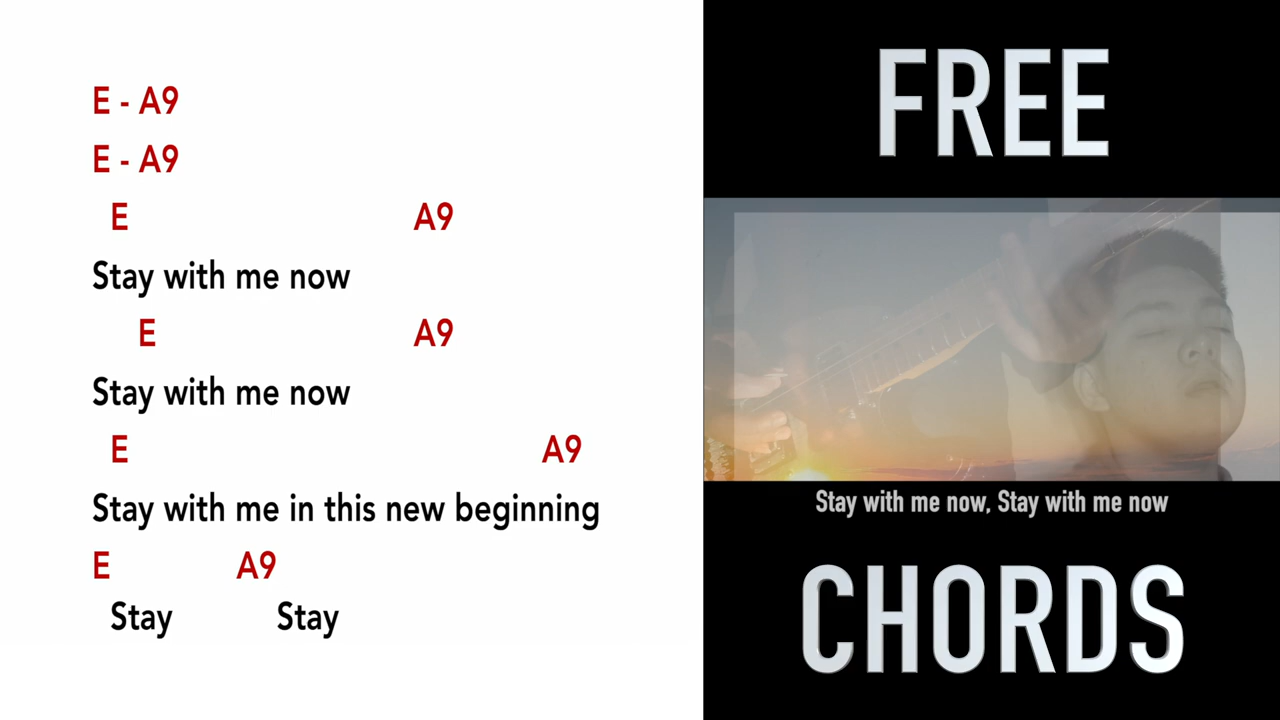 E - A9
E - A9
E A9
Stay with me now
E A9
Stay with me now
E A9
Stay with me in this new beginning
E A9
Stay Stay
FREE
Stay with me now, Stay with me now
CHORDS